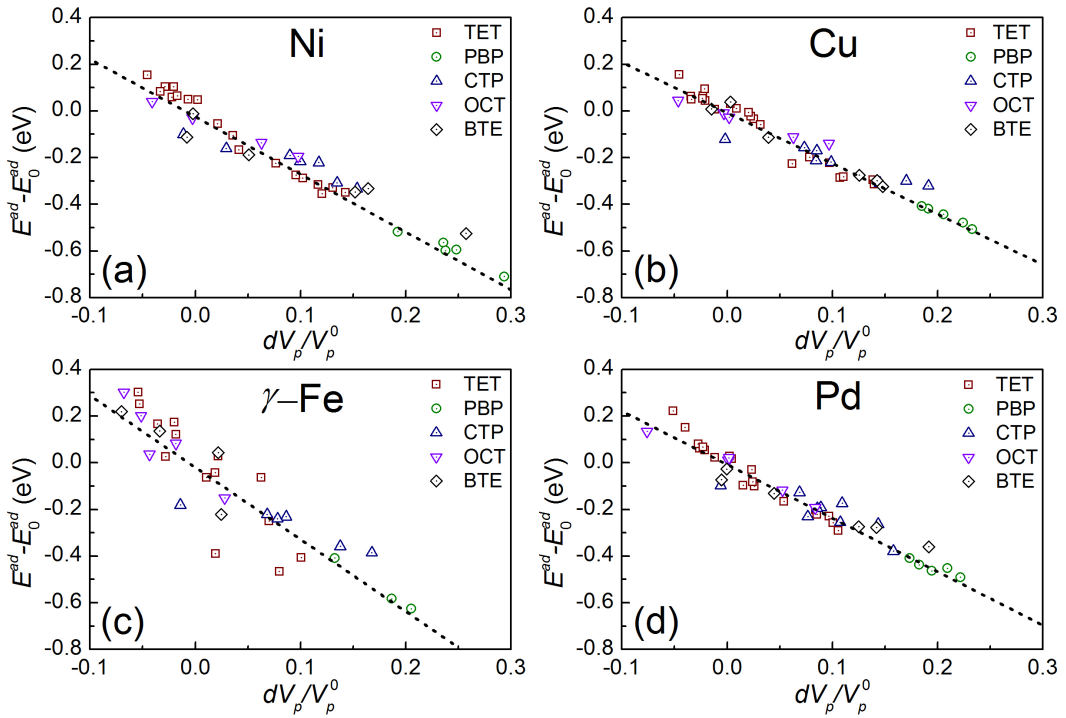 0.4
0.2
0.0
-0.2
-0.4
-0.6
-0.8
E^ad-E_0^ad (eV)
Ni
TET
PBP
CTP
OCT
BTE
(a)
-0.1 0.0 0.1 0.2 0.3
dV_p/V_p^0
0.4
0.2
0.0
-0.2
-0.4
-0.6
-0.8
E^ad-E_0^ad (eV)
Cu
TET
PBP
CTP
OCT
BTE
(b)
-0.1 0.0 0.1 0.2 0.3
dV_p/V_p^0
0.4
0.2
0.0
-0.2
-0.4
-0.6
-0.8
E^ad-E_0^ad (eV)
γ–Fe
TET
PBP
CTP
OCT
BTE
(c)
-0.1 0.0 0.1 0.2 0.3
dV_p/V_p^0
0.4
0.2
0.0
-0.2
-0.4
-0.6
-0.8
E^ad-E_0^ad (eV)
Pd
TET
PBP
CTP
OCT
BTE
(d)
-0.1 0.0 0.1 0.2 0.3
dV_p/V_p^0